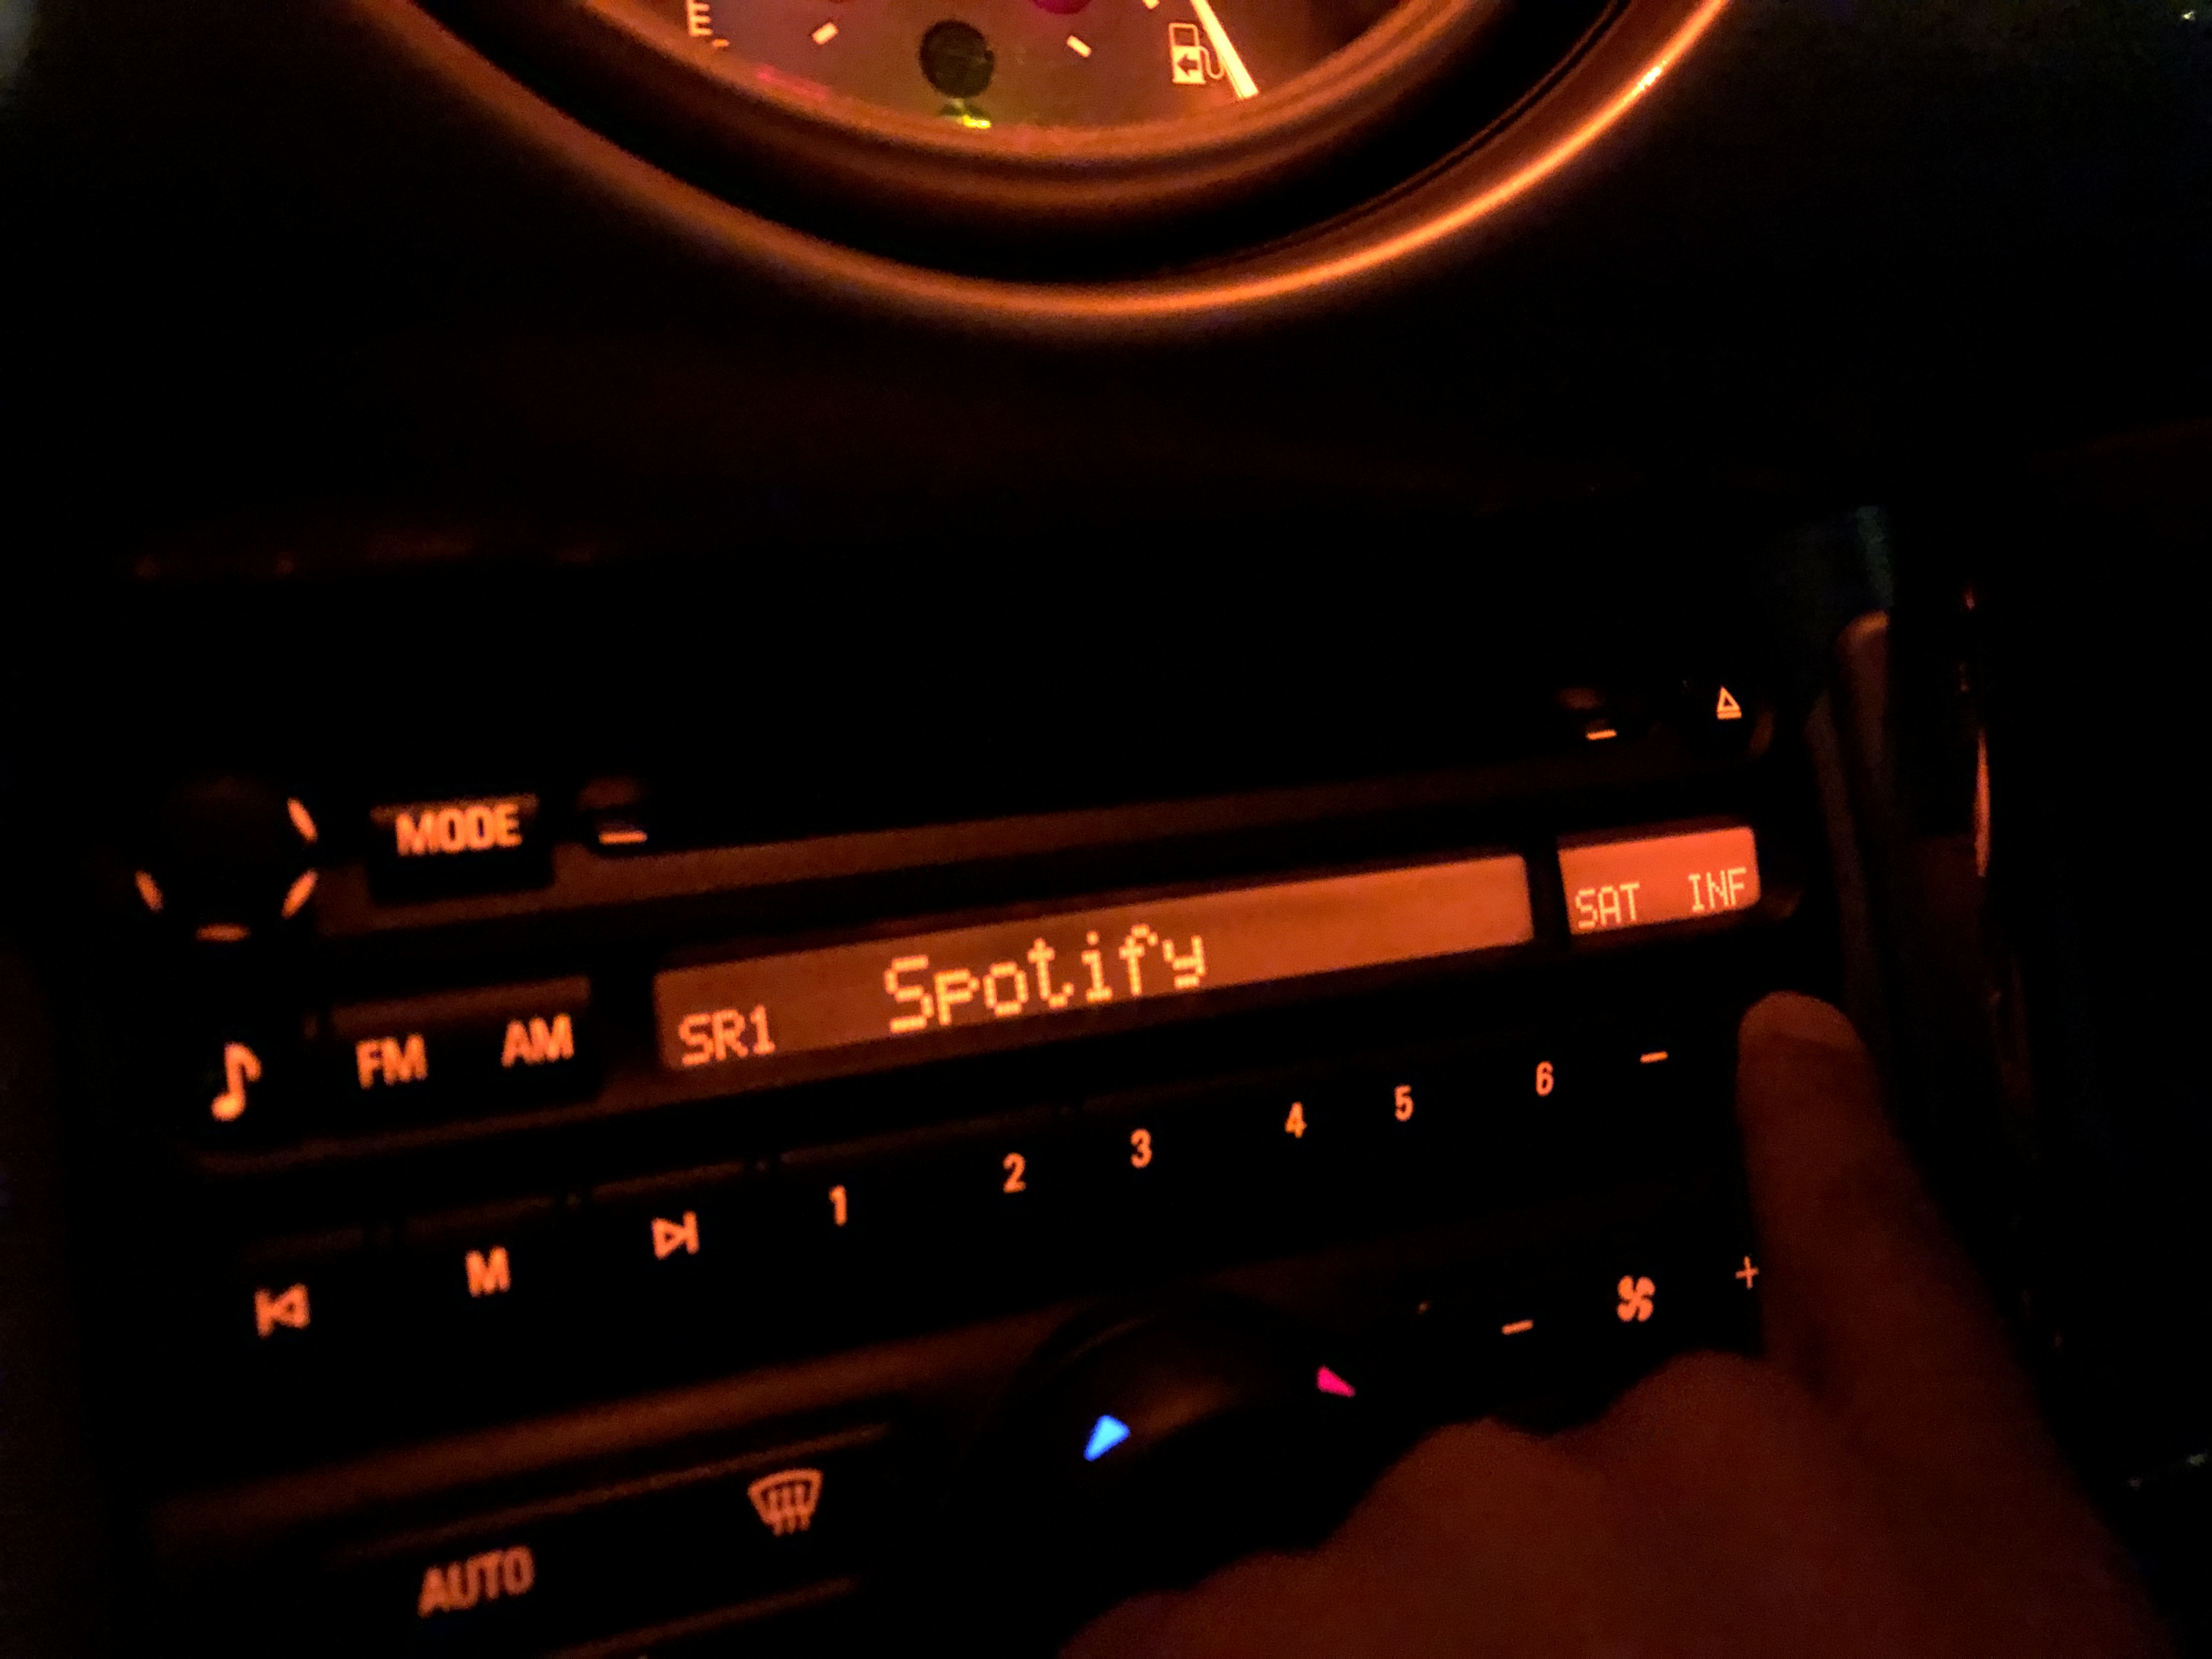 E
MODE
SAT INF
SR1 Spotify
FM AM
M 1 2 3 4 5 6 -
- +
AUTO